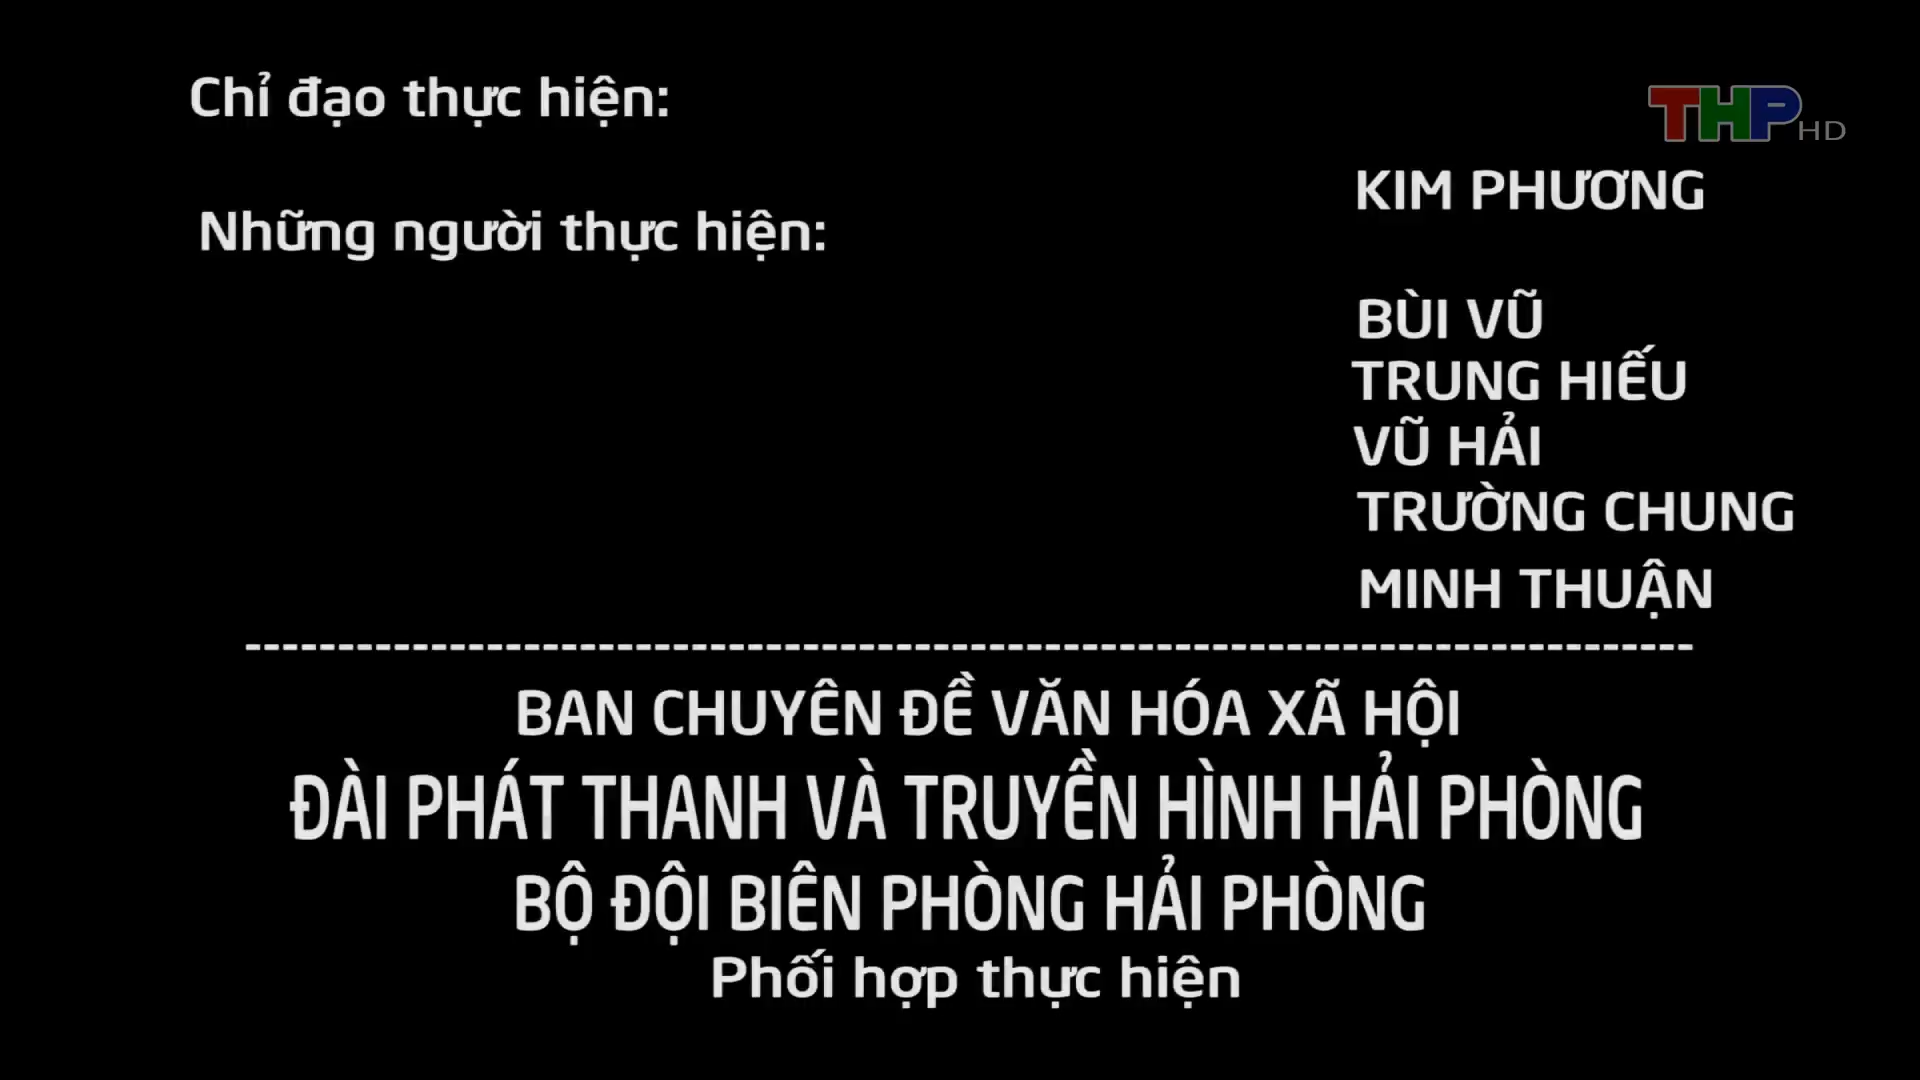 Chỉ đạo thực hiện:
THP HD
KIM PHƯƠNG
Những người thực hiện:
BÙI VŨ
TRUNG HIẾU
VŨ HẢI
TRƯỜNG CHUNG
MINH THUẬN
--------------------------------------------------------------------------------
BAN CHUYÊN ĐỀ VĂN HÓA XÃ HỘI
ĐÀI PHÁT THANH VÀ TRUYỀN HÌNH HẢI PHÒNG
BỘ ĐỘI BIÊN PHÒNG HẢI PHÒNG
Phối hợp thực hiện